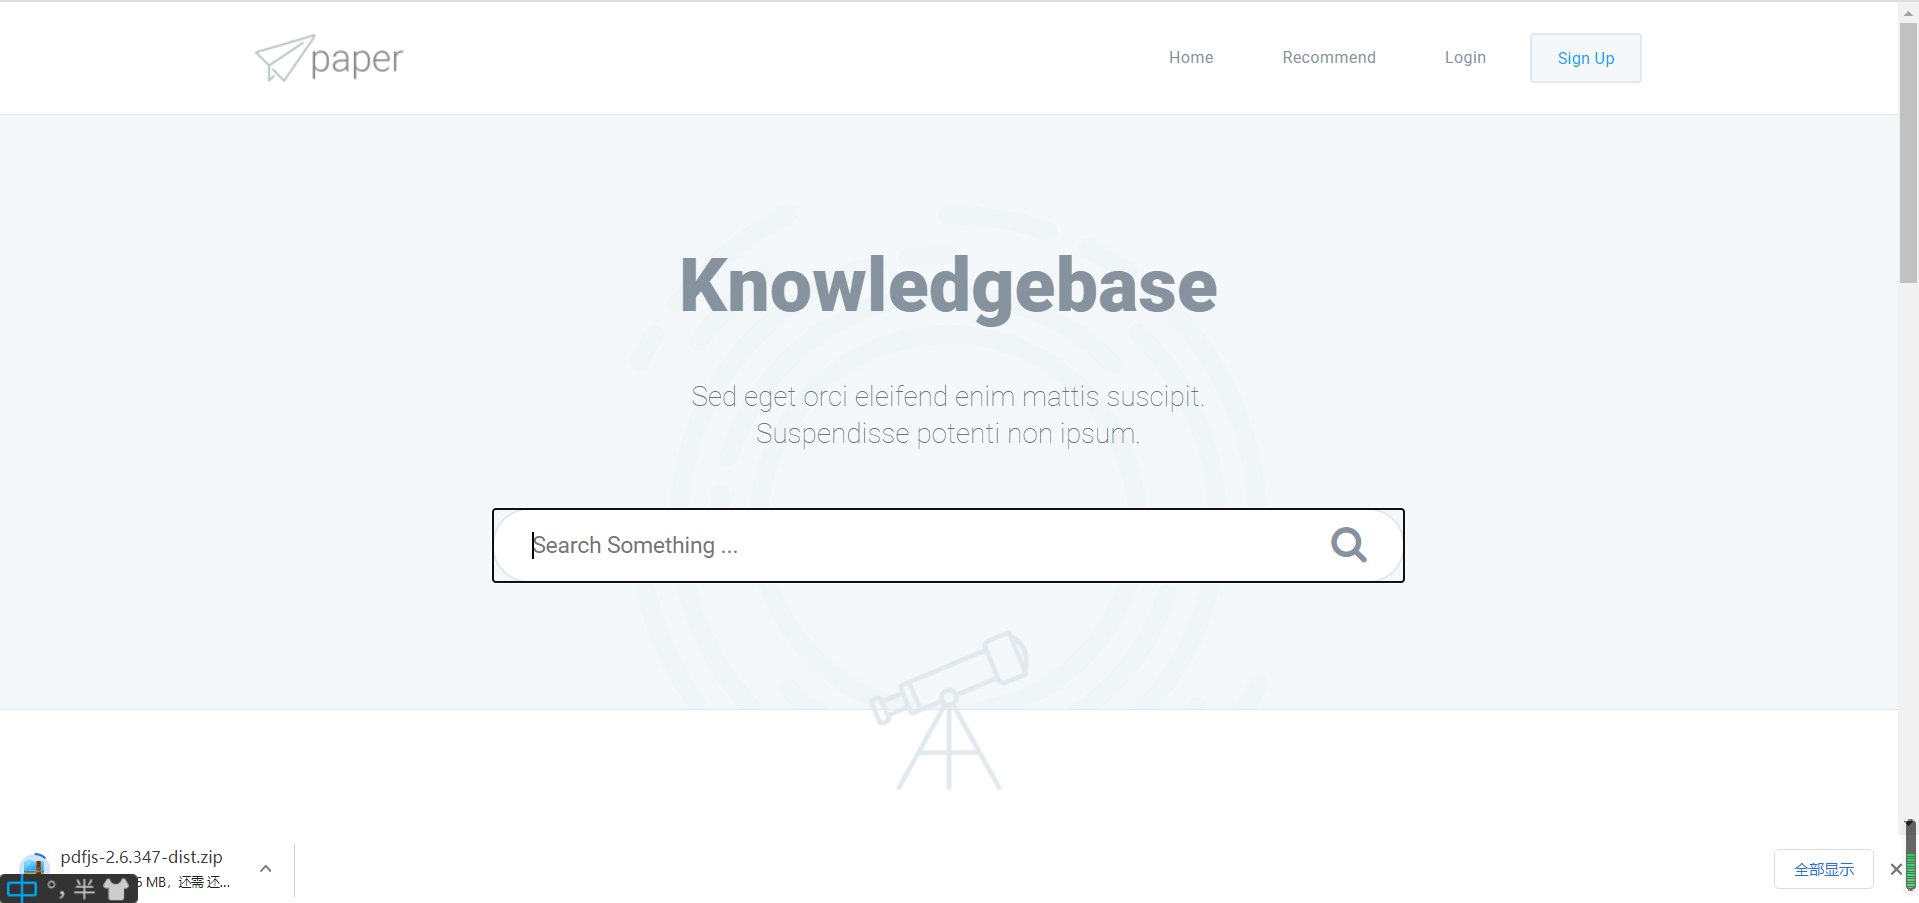 paper
Home
Recommend
Login
Sign Up
Knowledgebase
Sed eget orci eleifend enim mattis suscipit.
Suspendisse potenti non ipsum.
Search Something ...
pdfjs-2.6.347-dist.zip
MB，还需 还...
中 °, 半
全部显示